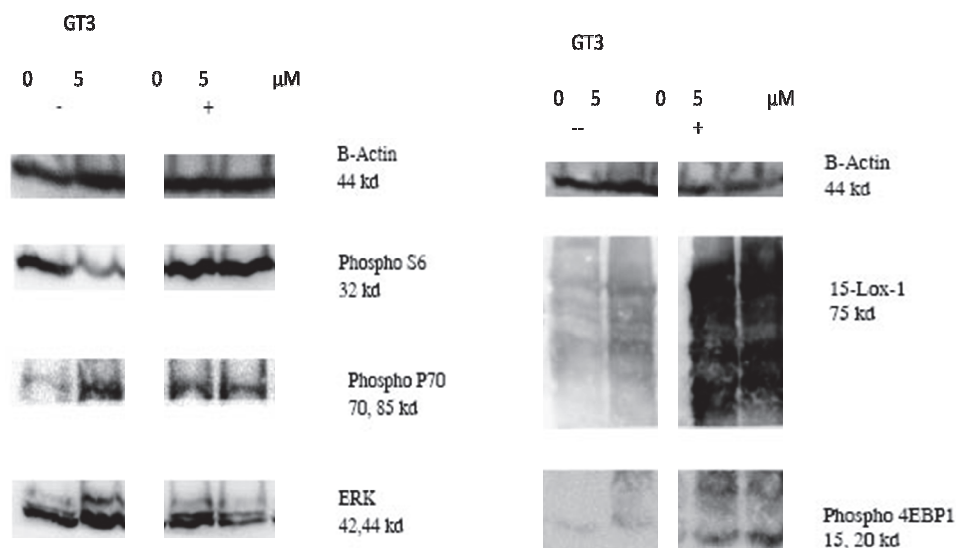 GT3
0 5 0 5 μM
- +
B-Actin
44 kd
Phospho S6
32 kd
Phospho P70
70, 85 kd
ERK
42,44 kd
GT3
0 5 0 5 μM
-- +
B-Actin
44 kd
15-Lox-1
75 kd
Phospho 4EBP1
15, 20 kd